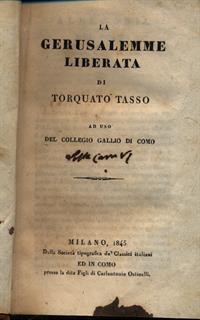 LA
GERUSALEMME
LIBERATA
DI
TORQUATO TASSO
AD USO
DEL COLLEGIO GALLIO DI COMO
MILANO, 1845
Dalla Società tipografica de' Classici italiani
ED IN COMO
presso la ditta Figli di Carlantonio Ostinelli.